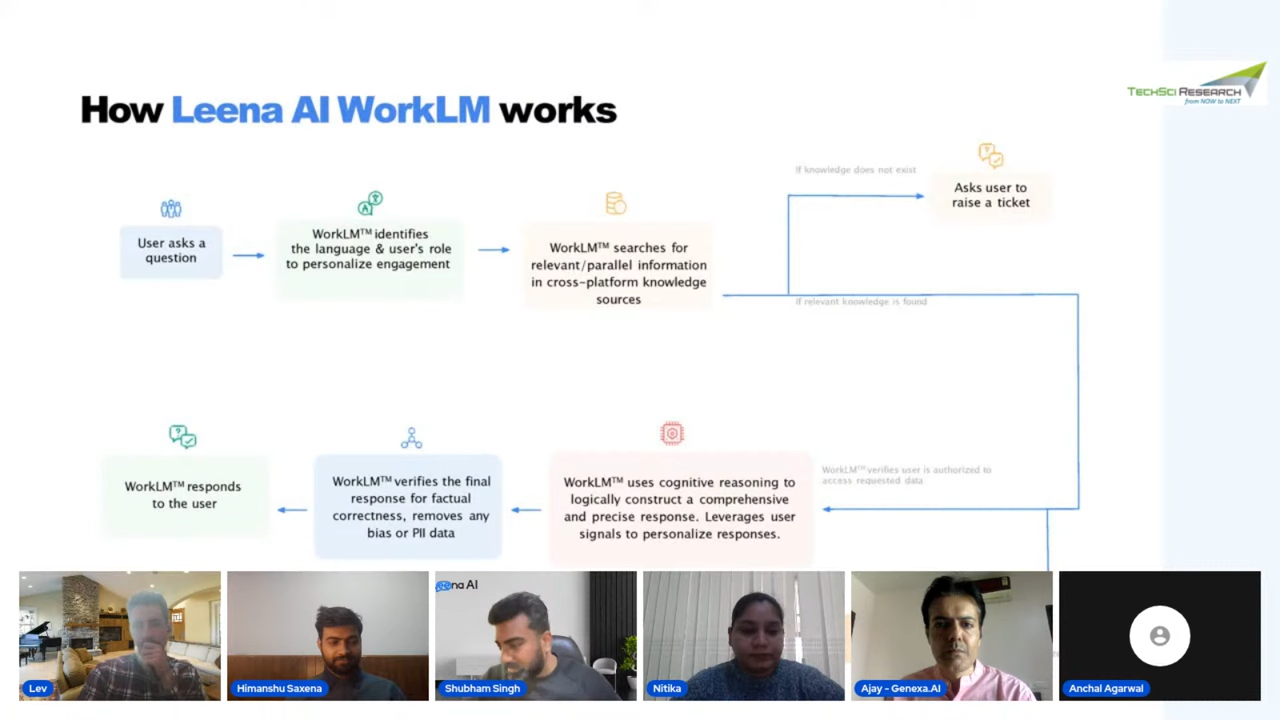 How Leena AI WorkLM works
TECHSCI RESEARCH
from NOW to NEXT
If knowledge does not exist
Asks user to
raise a ticket
User asks a
question
WorkLM™ identifies
the language & user's role
to personalize engagement
WorkLM™ searches for
relevant/parallel information
in cross-platform knowledge
sources
If relevant knowledge is found
WorkLM™ verifies user is authorized to
access requested data
WorkLM™ uses cognitive reasoning to
logically construct a comprehensive
and precise response. Leverages user
signals to personalize responses.
WorkLM™ verifies the final
response for factual
correctness, removes any
bias or PII data
WorkLM™ responds
to the user
Leena AI
Lev
Himanshu Saxena
Shubham Singh
Nitika
Ajay - Genexa.AI
Anchal Agarwal